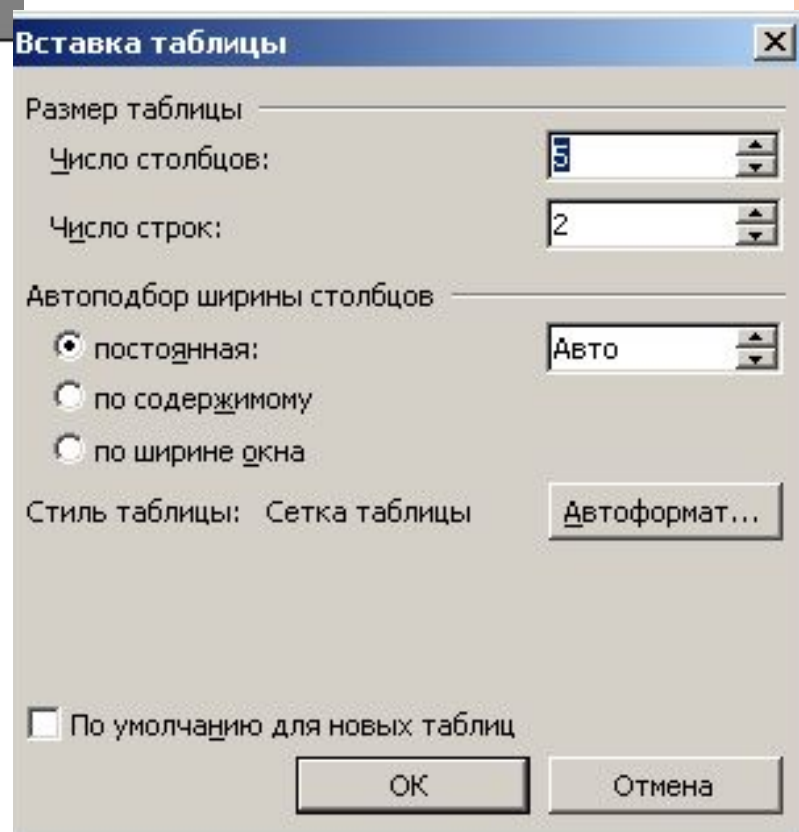 Вставка таблицы
Размер таблицы
Число столбцов: 5
Число строк: 2
Автоподбор ширины столбцов
постоянная: Авто
по содержимому
по ширине окна
Стиль таблицы: Сетка таблицы Автоформат...
По умолчанию для новых таблиц
ОК Отмена